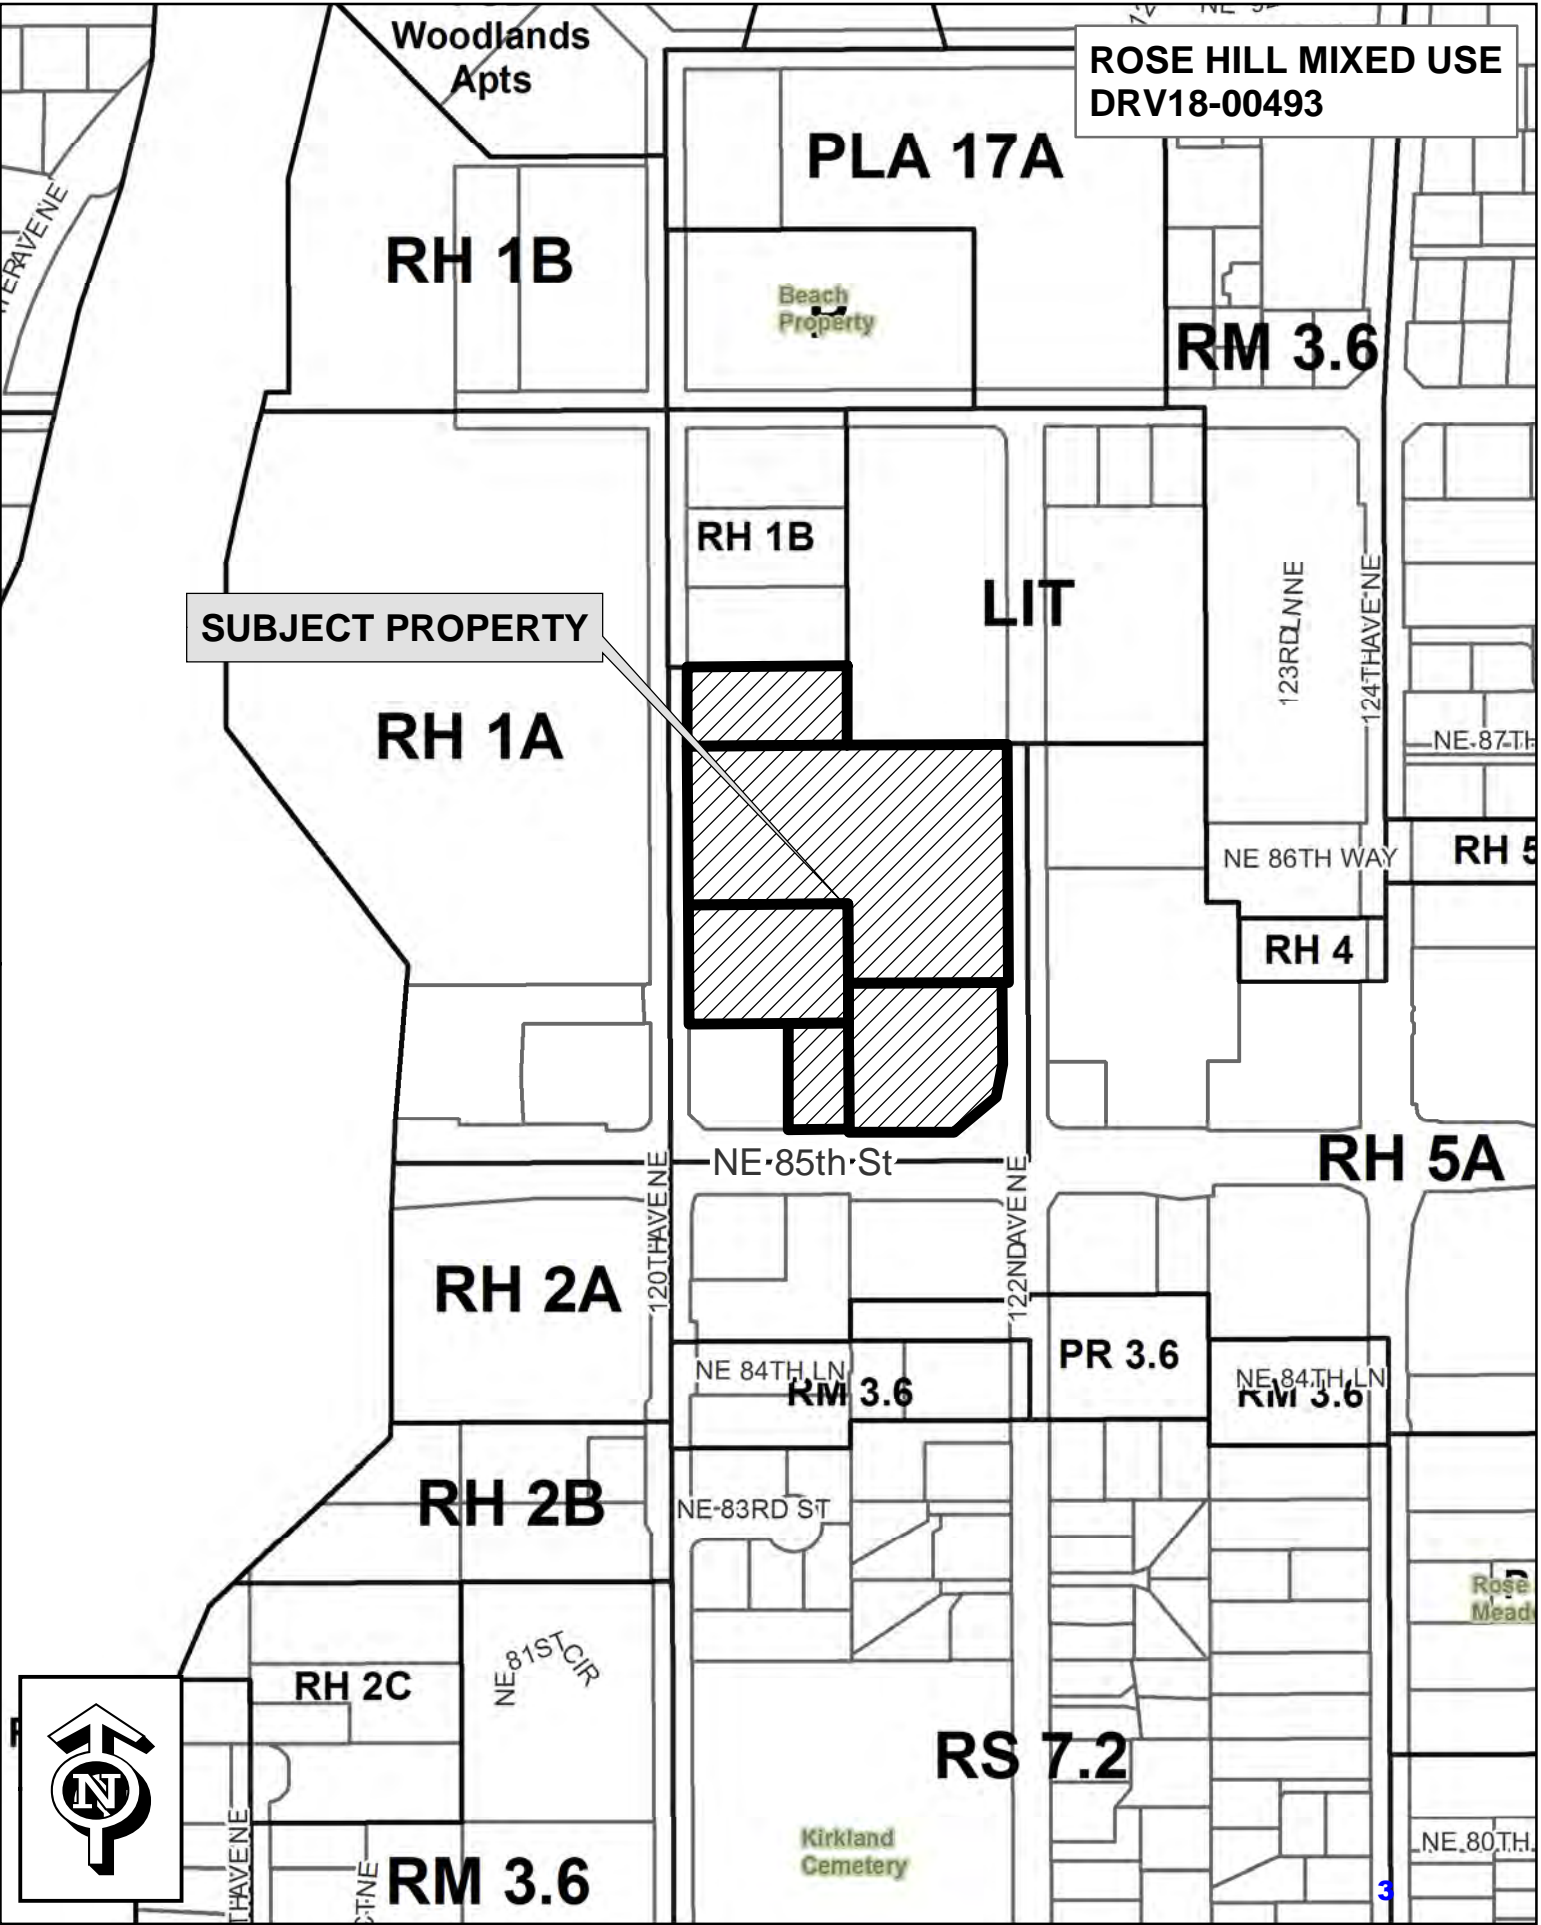 Woodlands
Apts
ROSE HILL MIXED USE
DRV18-00493
PLA 17A
RH 1B
Beach
Property
RM 3.6
RH 1B
LIT
SUBJECT PROPERTY
123RD LN NE
124TH AVE NE
RH 1A
NE 87TH
NE 86TH WAY
RH 5
RH 4
NE 85th St
RH 5A
120TH AVE NE
122ND AVE NE
RH 2A
NE 84TH LN
RM 3.6
PR 3.6
NE 84TH LN
RM 3.6
RH 2B
NE 83RD ST
Rose
NE 81ST CIR
RH 2C
RS 7.2
N
Kirkland
Cemetery
NE 80TH
RM 3.6
3